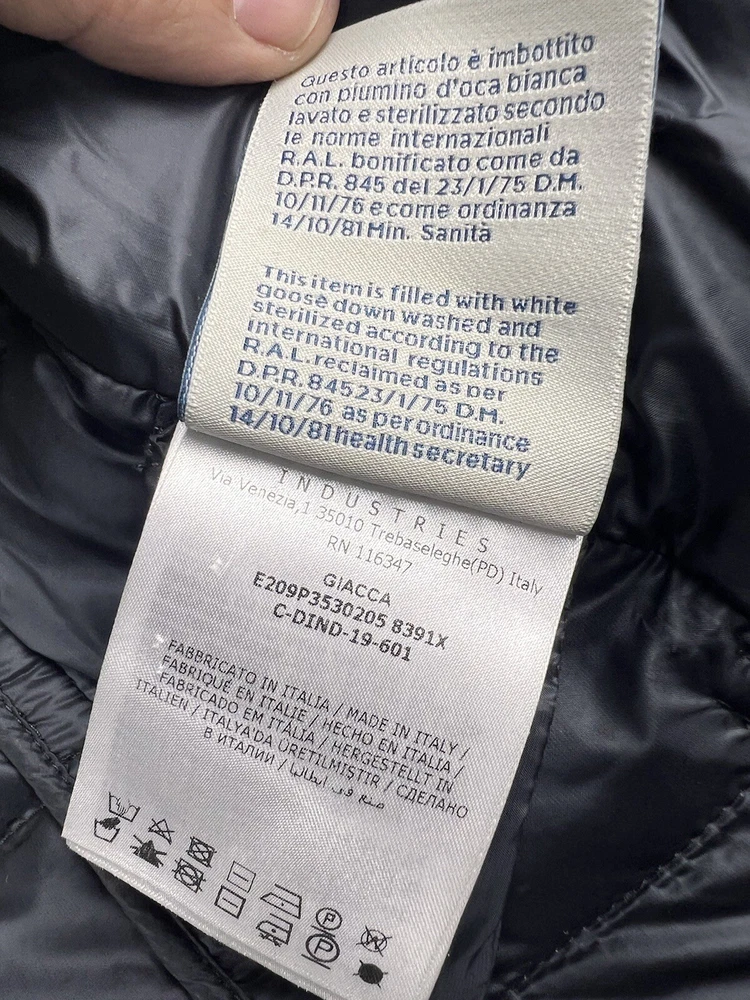 Questo articolo è imbottito
con piumino d'oca bianca
lavato e sterilizzato secondo
le norme internazionali
R.A.L. bonificato come da
D.P.R. 845 del 23/1/75 D.M.
10/11/76 e come ordinanza
14/10/81 Min. Sanità
This item is filled with white
goose down washed and
sterilized according to the
international regulations
R.A.L. reclaimed as per
D.P.R. 845 23/1/75 D.M.
10/11/76 as per ordinance
14/10/81 health secretary
INDUSTRIES
Via Venezia,1 35010 Trebaseleghe(PD) Italy
RN 116347
GIACCA
E209P3530205 8391X
C-DIND-19-601
FABBRICATO IN ITALIA / MADE IN ITALY /
FABRIQUÉ EN ITALIE / HECHO EN ITALIA /
FABRICADO EM ITÁLIA / HERGESTELLT IN
ITALIEN / ITALYA'DA ÜRETILMISTIR / СДЕЛАНО
В ИТАЛИИ / صنع في ايطاليا